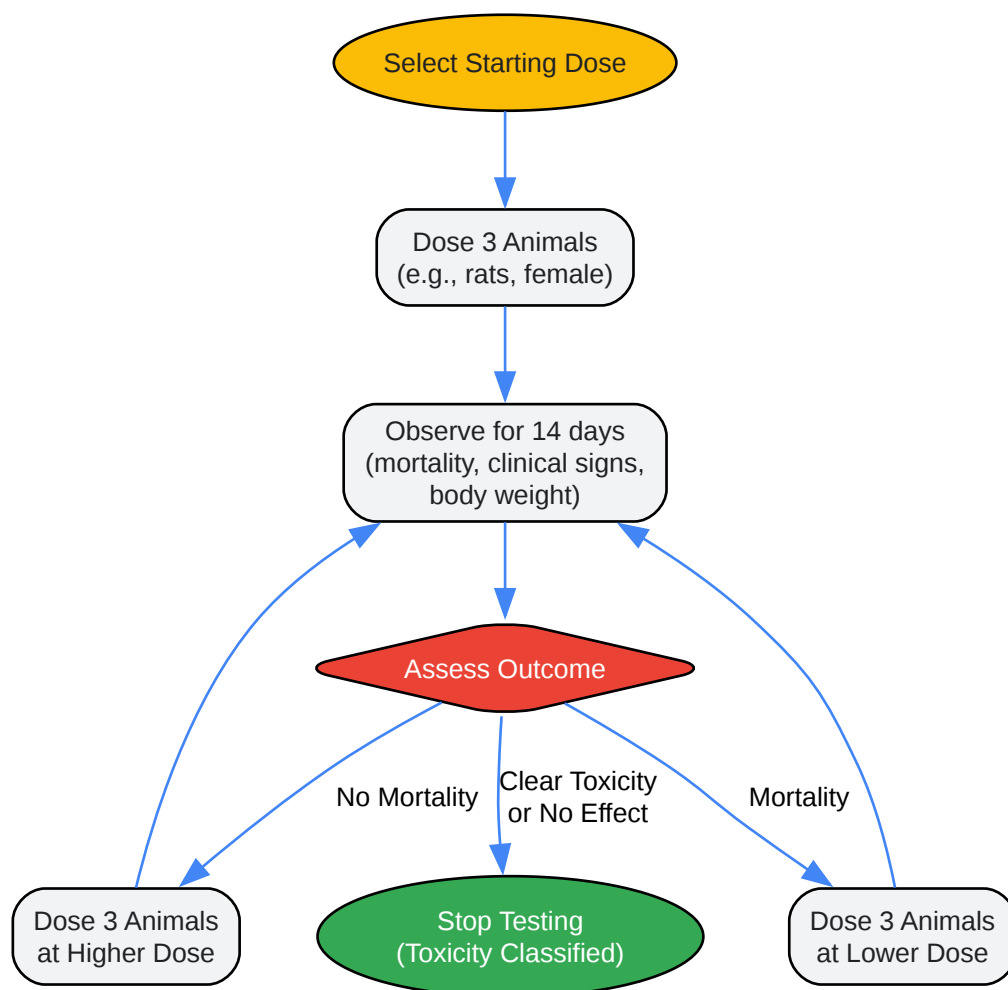 Select Starting Dose
Dose 3 Animals
(e.g., rats, female)
Observe for 14 days
(mortality, clinical signs,
body weight)
Assess Outcome
No Mortality
Clear Toxicity
or No Effect
Mortality
Dose 3 Animals
at Higher Dose
Stop Testing
(Toxicity Classified)
Dose 3 Animals
at Lower Dose